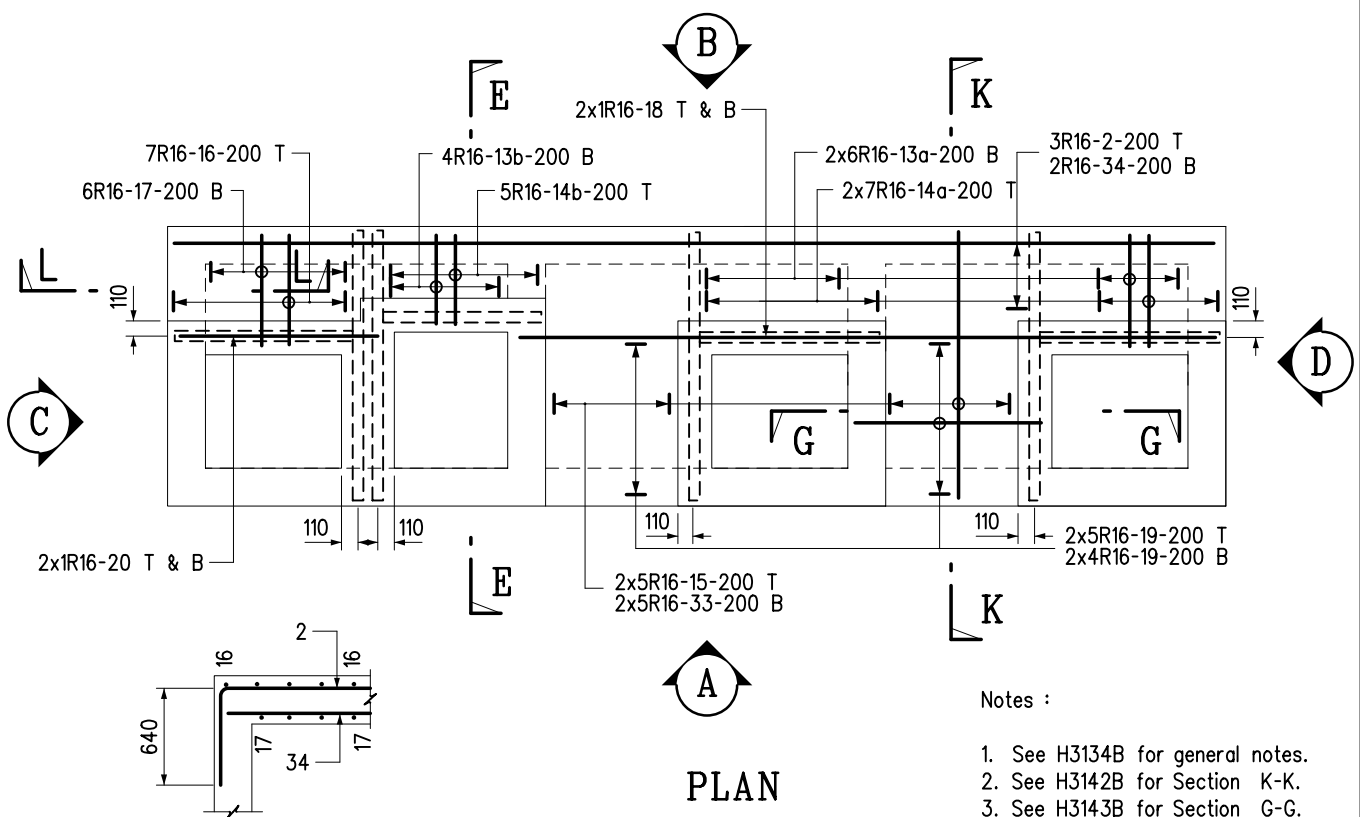 B
E
K
2x1R16-18 T & B
7R16-16-200 T
4R16-13b-200 B
2x6R16-13a-200 B
3R16-2-200 T
2R16-34-200 B
6R16-17-200 B
5R16-14b-200 T
2x7R16-14a-200 T
L
L
110
110
C
D
G
G
110
110
110
110
2x1R16-20 T & B
2x5R16-19-200 T
2x4R16-19-200 B
2x5R16-15-200 T
2x5R16-33-200 B
E
K
A
2
16
16
640
17
17
34
PLAN
Notes :
1. See H3134B for general notes.
2. See H3142B for Section K-K.
3. See H3143B for Section G-G.